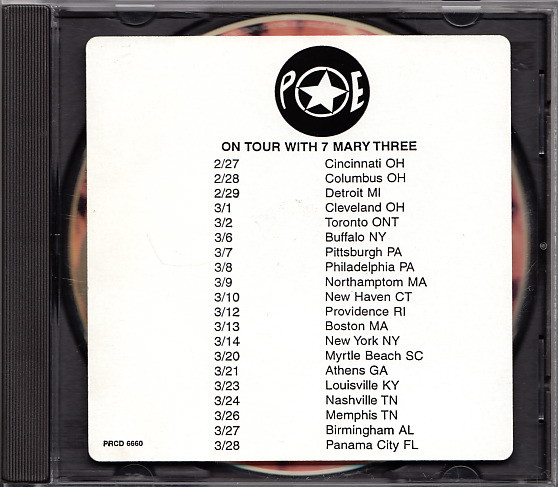 POE
ON TOUR WITH 7 MARY THREE
2/27 Cincinnati OH
2/28 Columbus OH
2/29 Detroit MI
3/1 Cleveland OH
3/2 Toronto ONT
3/6 Buffalo NY
3/7 Pittsburgh PA
3/8 Philadelphia PA
3/9 Northamptom MA
3/10 New Haven CT
3/12 Providence RI
3/13 Boston MA
3/14 New York NY
3/20 Myrtle Beach SC
3/21 Athens GA
3/23 Louisville KY
3/24 Nashville TN
3/26 Memphis TN
3/27 Birmingham AL
3/28 Panama City FL
PRCD 6660